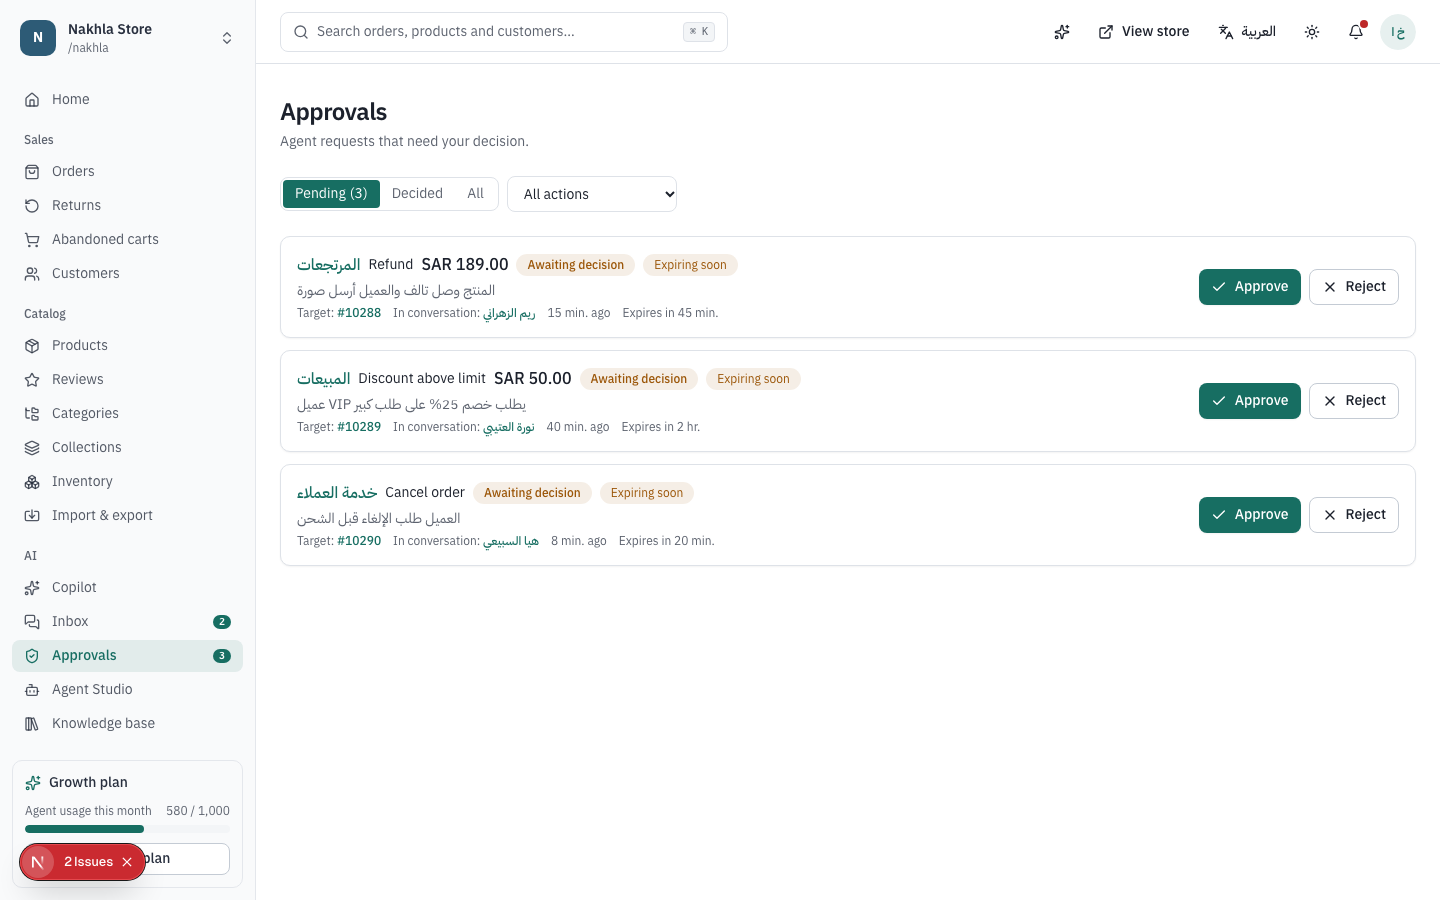 N
Nakhla Store
/nakhla
Home
Sales
Orders
Returns
Abandoned carts
Customers
Catalog
Products
Reviews
Categories
Collections
Inventory
Import & export
AI
Copilot
Inbox 2
Approvals 3
Agent Studio
Knowledge base
Growth plan
Agent usage this month 580 / 1,000
plan
N 2 Issues
Search orders, products and customers... ⌘ K
View store
العربية
خ ا
Approvals
Agent requests that need your decision.
Pending (3) Decided All All actions
المرتجعات Refund SAR 189.00 Awaiting decision Expiring soon
المنتج وصل تالف والعميل أرسل صورة
Target: #10288 In conversation: ريم الزهراني 15 min. ago Expires in 45 min.
Approve Reject
المبيعات Discount above limit SAR 50.00 Awaiting decision Expiring soon
عميل VIP يطلب خصم 25% على طلب كبير
Target: #10289 In conversation: نورة العتيبي 40 min. ago Expires in 2 hr.
Approve Reject
خدمة العملاء Cancel order Awaiting decision Expiring soon
العميل طلب الإلغاء قبل الشحن
Target: #10290 In conversation: هيا السبيعي 8 min. ago Expires in 20 min.
Approve Reject